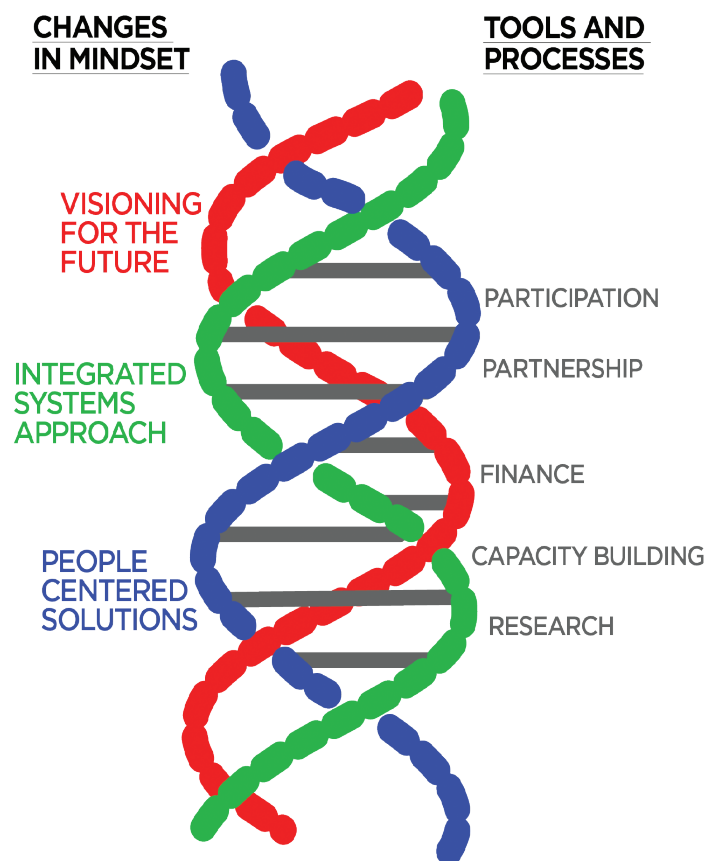 CHANGES
IN MINDSET
TOOLS AND
PROCESSES
VISIONING
FOR THE
FUTURE
INTEGRATED
SYSTEMS
APPROACH
PEOPLE
CENTERED
SOLUTIONS
PARTICIPATION
PARTNERSHIP
FINANCE
CAPACITY BUILDING
RESEARCH